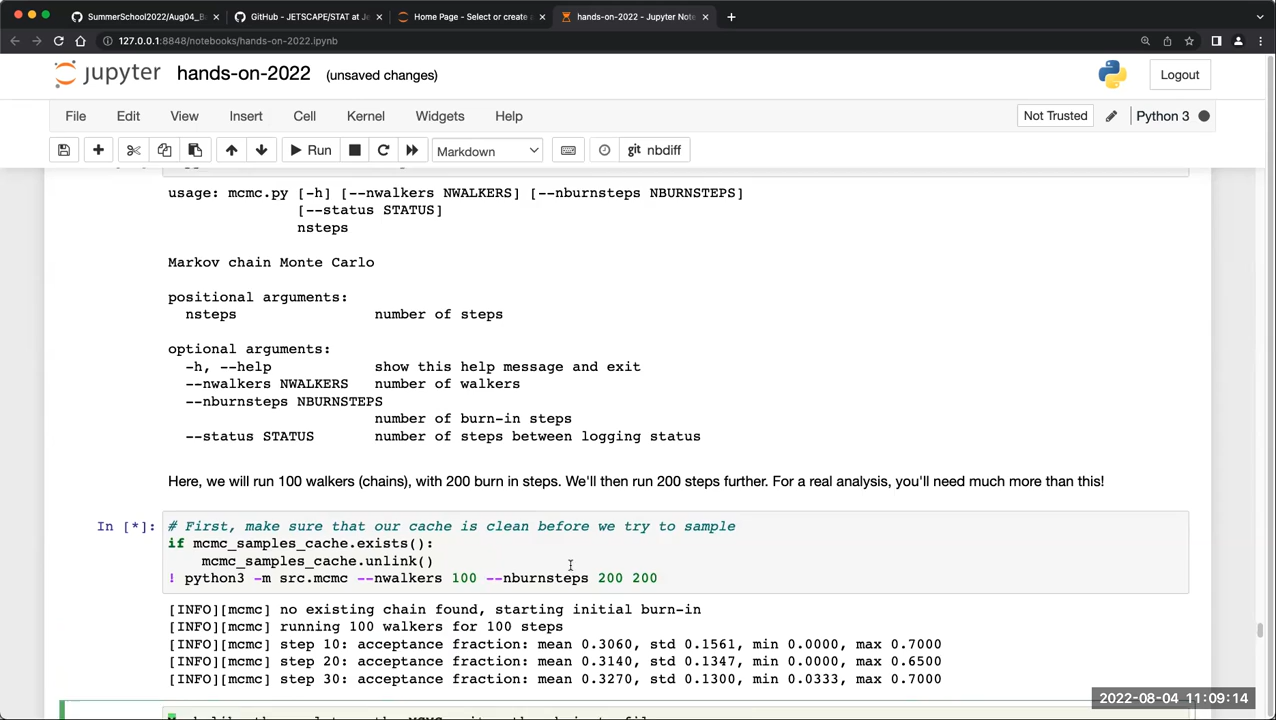 SummerSchool2022/Aug04_B
GitHub - JETSCAPE/STAT at
Home Page - Select or create
hands-on-2022 - Jupyter Note
127.0.0.1:8848/notebooks/hands-on-2022.ipynb
jupyter hands-on-2022 (unsaved changes)
Logout
File Edit View Insert Cell Kernel Widgets Help
Not Trusted Python 3
Run Markdown git nbdiff
usage: mcmc.py [-h] [--nwalkers NWALKERS] [--nburnsteps NBURNSTEPS]
[--status STATUS]
nsteps
Markov chain Monte Carlo
positional arguments:
nsteps number of steps
optional arguments:
-h, --help show this help message and exit
--nwalkers NWALKERS number of walkers
--nburnsteps NBURNSTEPS
number of burn-in steps
--status STATUS number of steps between logging status
Here, we will run 100 walkers (chains), with 200 burn in steps. We'll then run 200 steps further. For a real analysis, you'll need much more than this!
In [*]: # First, make sure that our cache is clean before we try to sample
if mcmc_samples_cache.exists():
mcmc_samples_cache.unlink()
! python3 -m src.mcmc --nwalkers 100 --nburnsteps 200 200
[INFO][mcmc] no existing chain found, starting initial burn-in
[INFO][mcmc] running 100 walkers for 100 steps
[INFO][mcmc] step 10: acceptance fraction: mean 0.3060, std 0.1561, min 0.0000, max 0.7000
[INFO][mcmc] step 20: acceptance fraction: mean 0.3140, std 0.1347, min 0.0000, max 0.6500
[INFO][mcmc] step 30: acceptance fraction: mean 0.3270, std 0.1300, min 0.0333, max 0.7000
2022-08-04 11:09:14